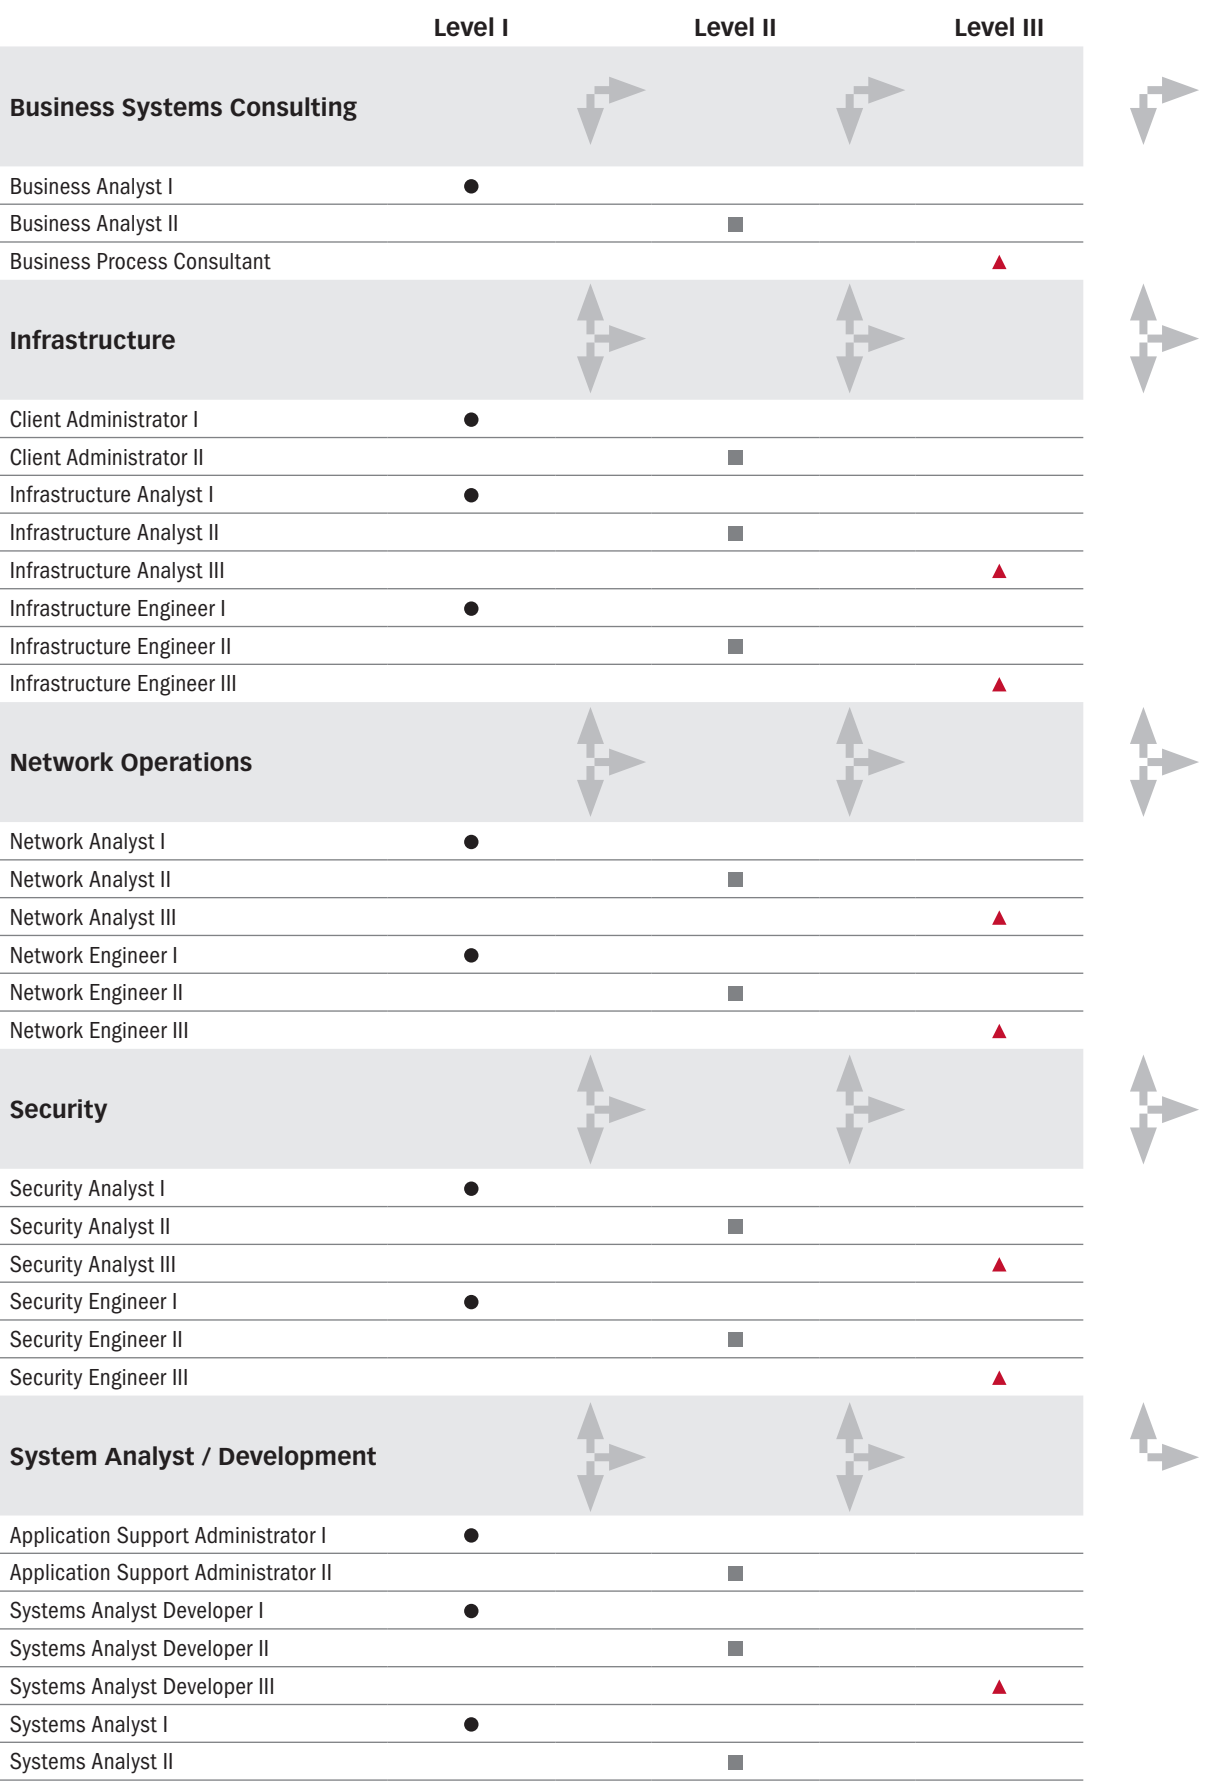 Level I Level II Level III
Business Systems Consulting
Business Analyst I
Business Analyst II
Business Process Consultant
Infrastructure
Client Administrator I
Client Administrator II
Infrastructure Analyst I
Infrastructure Analyst II
Infrastructure Analyst III
Infrastructure Engineer I
Infrastructure Engineer II
Infrastructure Engineer III
Network Operations
Network Analyst I
Network Analyst II
Network Analyst III
Network Engineer I
Network Engineer II
Network Engineer III
Security
Security Analyst I
Security Analyst II
Security Analyst III
Security Engineer I
Security Engineer II
Security Engineer III
System Analyst / Development
Application Support Administrator I
Application Support Administrator II
Systems Analyst Developer I
Systems Analyst Developer II
Systems Analyst Developer III
Systems Analyst I
Systems Analyst II